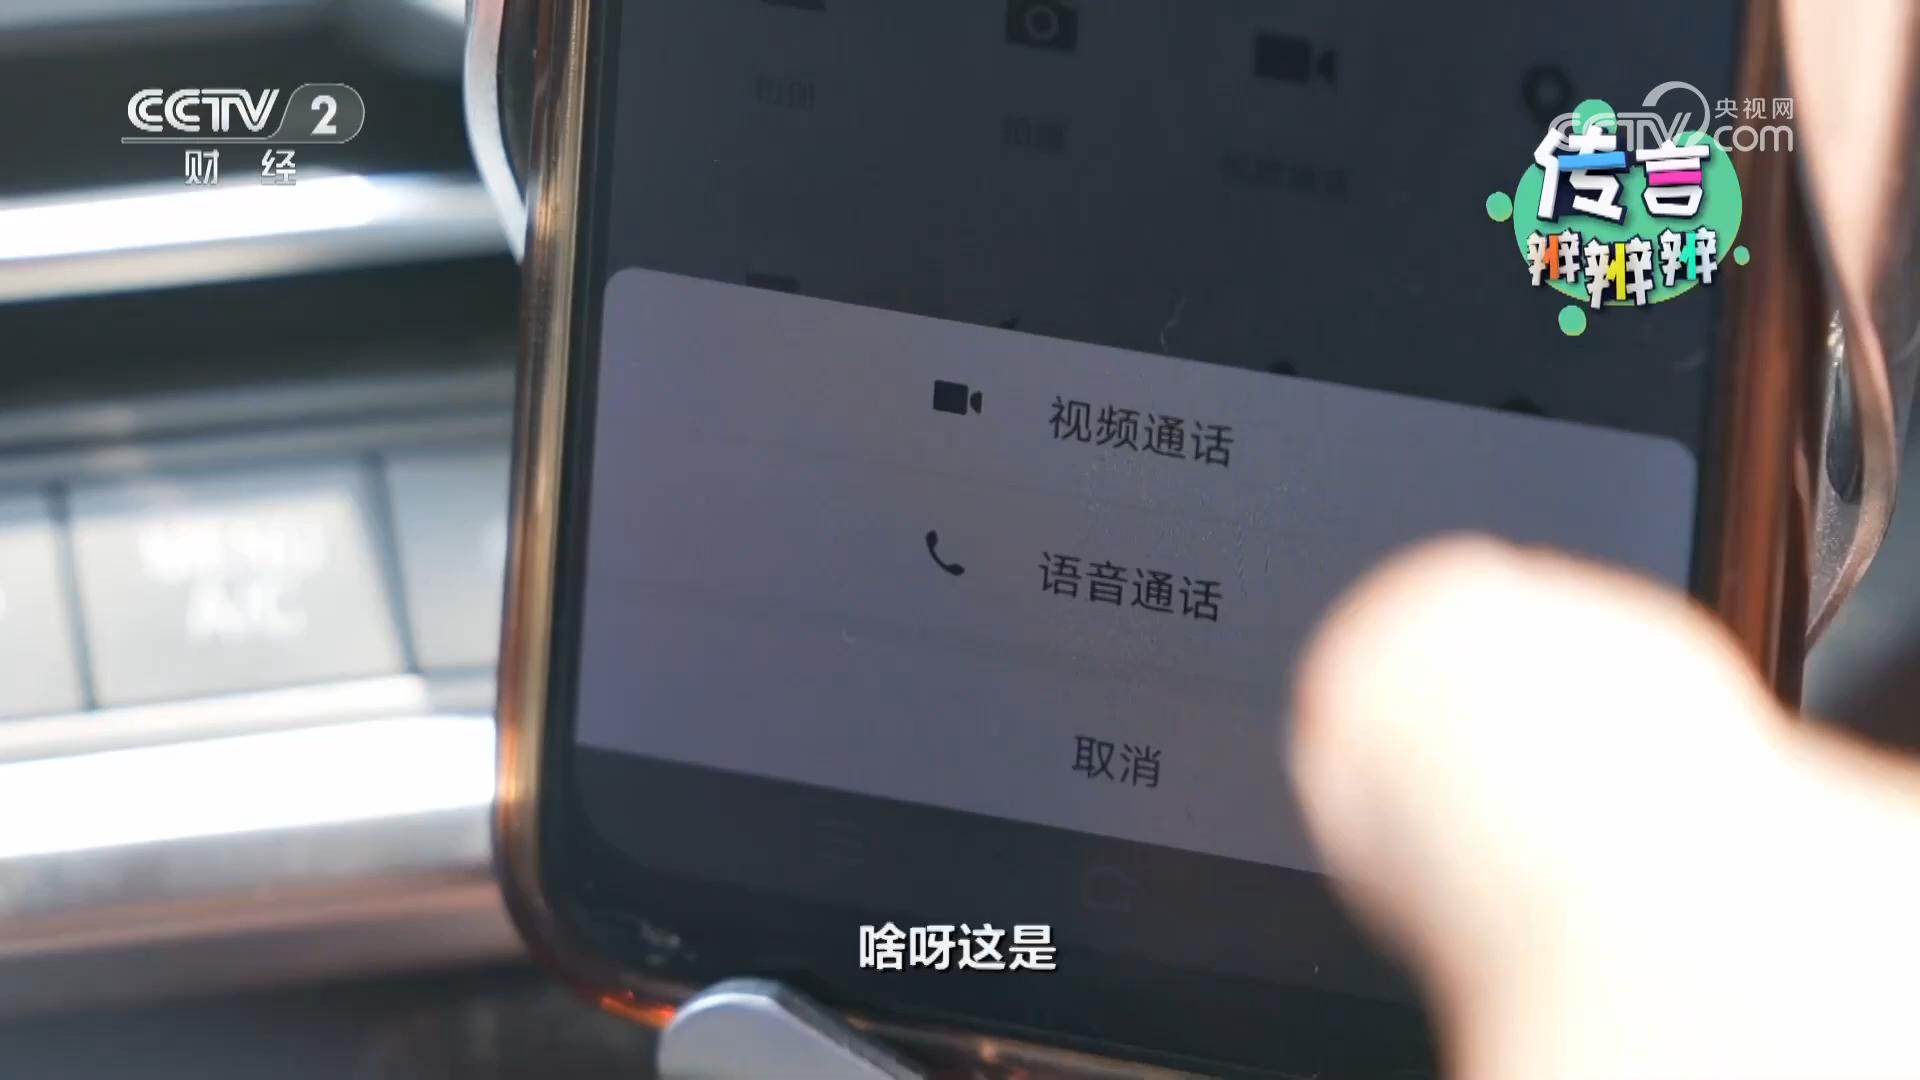 CCTV 2
财 经
央视网
CCTV.com
传言
辨辨辨
视频通话
语音通话
取消
A/C
啥呀这是